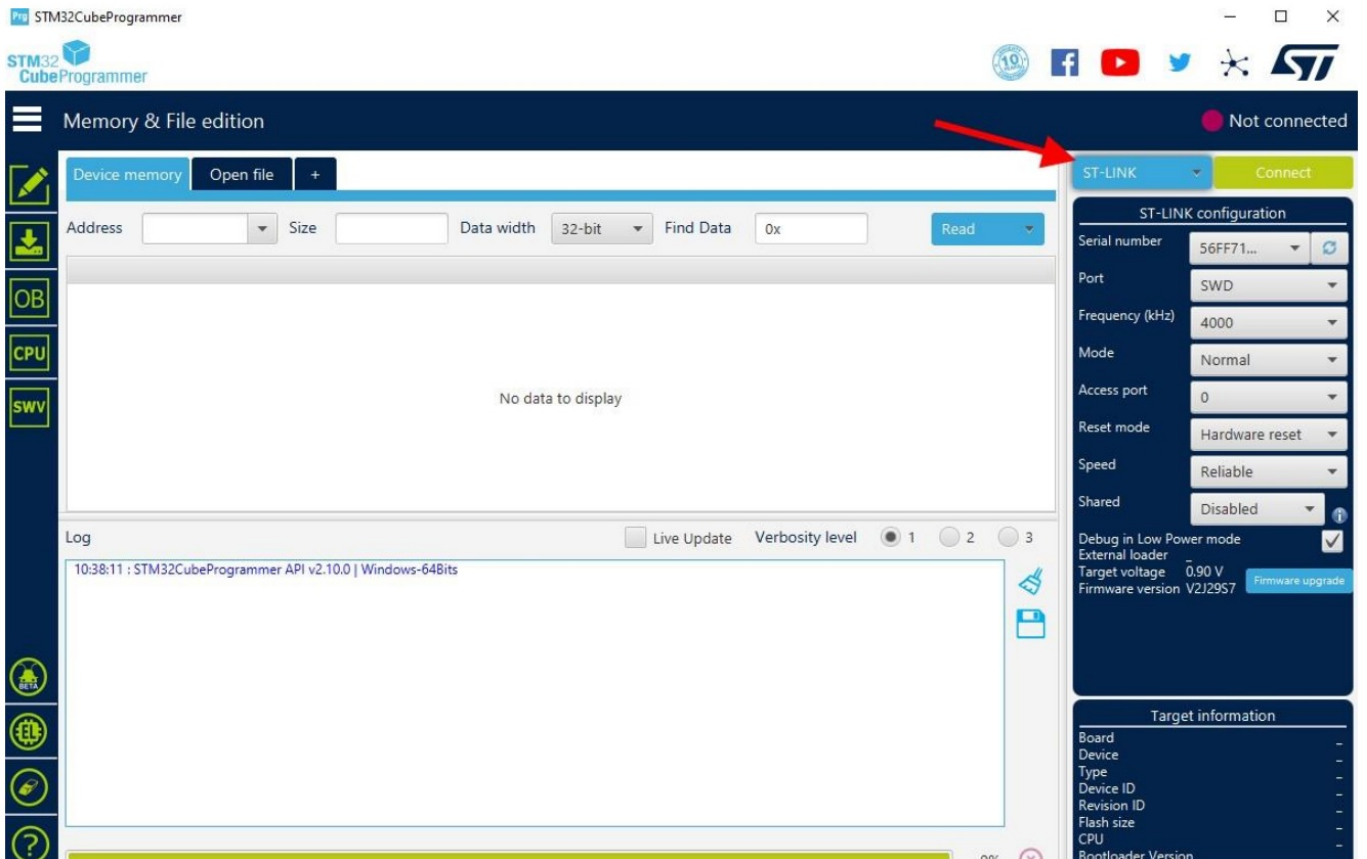 Prg STM32CubeProgrammer
STM32
CubeProgrammer
10
Memory & File edition
Not connected
Device memory Open file +
ST-LINK Connect
Address Size Data width 32-bit Find Data 0x Read
ST-LINK configuration
Serial number 56FF71...
Port SWD
Frequency (kHz) 4000
Mode Normal
Access port 0
Reset mode Hardware reset
Speed Reliable
Shared Disabled
Debug in Low Power mode
External loader _
Target voltage 0.90 V
Firmware version V2J29S7 Firmware upgrade
OB
CPU
SWV
No data to display
Log Live Update Verbosity level 1 2 3
10:38:11 : STM32CubeProgrammer API v2.10.0 | Windows-64Bits
BETA
EL
?
Target information
Board _
Device _
Type _
Device ID _
Revision ID _
Flash size _
CPU _
Bootloader Version